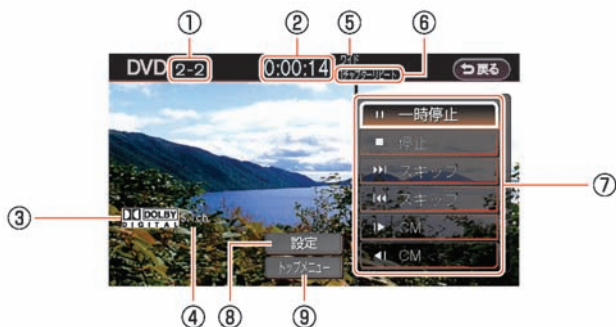 ① ② ⑤ ⑥
DVD 2-2 0:00:14 ワイド
1チャプターリピート
戻る
一時停止
停止
スキップ
スキップ
CM
CM
⑦
③ DOLBY
DIGITAL 5.1ch
設定
トップメニュー
④ ⑧ ⑨